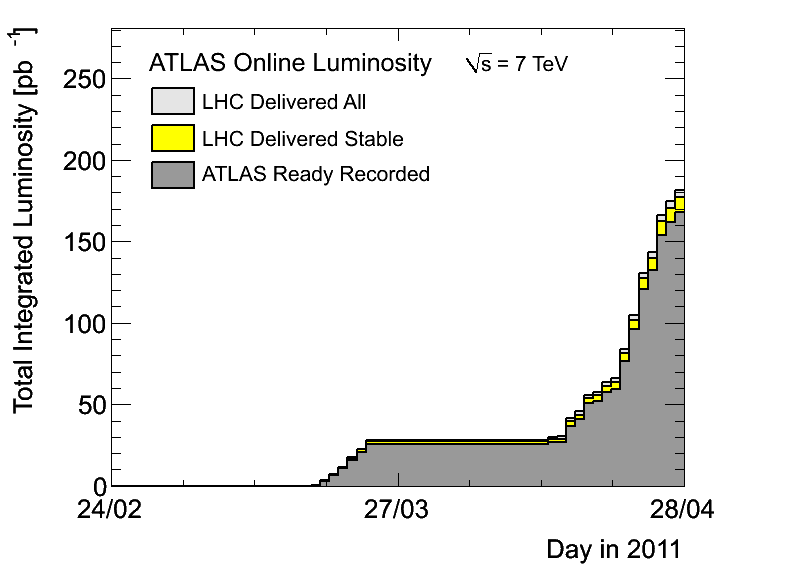 ATLAS Online Luminosity √s = 7 TeV
LHC Delivered All
LHC Delivered Stable
ATLAS Ready Recorded
Total Integrated Luminosity [pb⁻¹]
250
200
150
100
50
0
24/02 27/03 28/04
Day in 2011